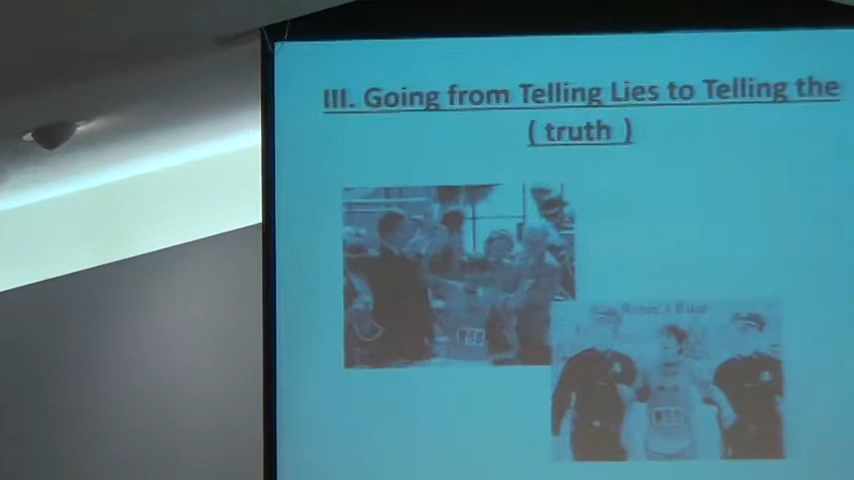 III. Going from Telling Lies to Telling the
( truth )